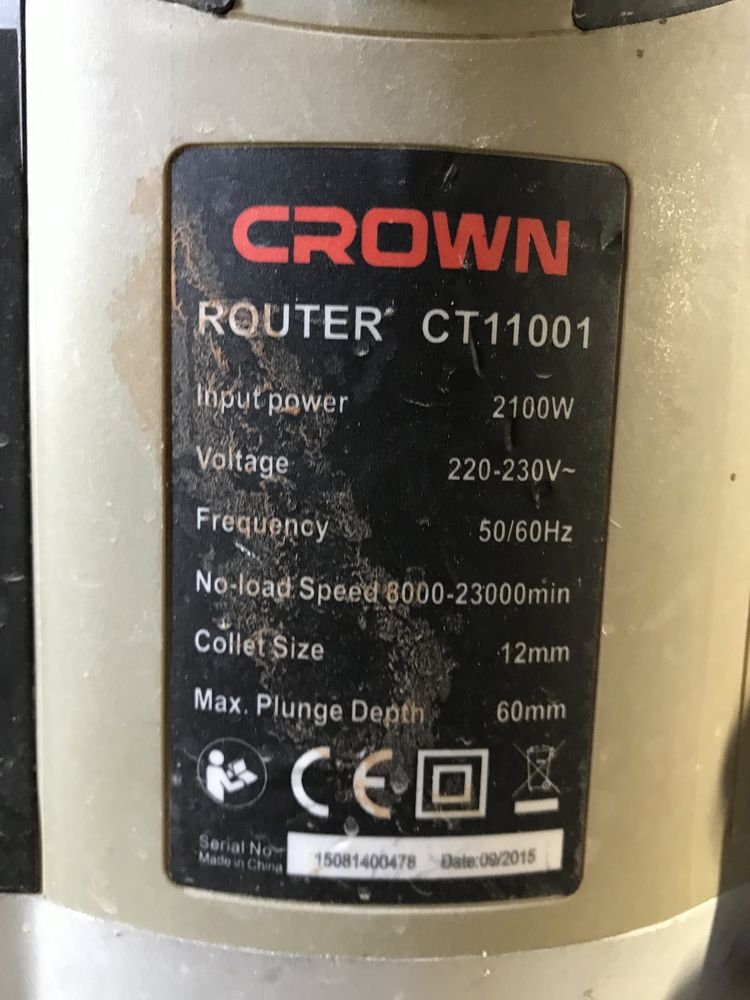 CROWN
ROUTER CT11001
Input power 2100W
Voltage 220-230V~
Frequency 50/60Hz
No-load Speed 8000-23000min
Collet Size 12mm
Max. Plunge Depth 60mm
CE
Serial No
Made in China
15081400478 Date:09/2015